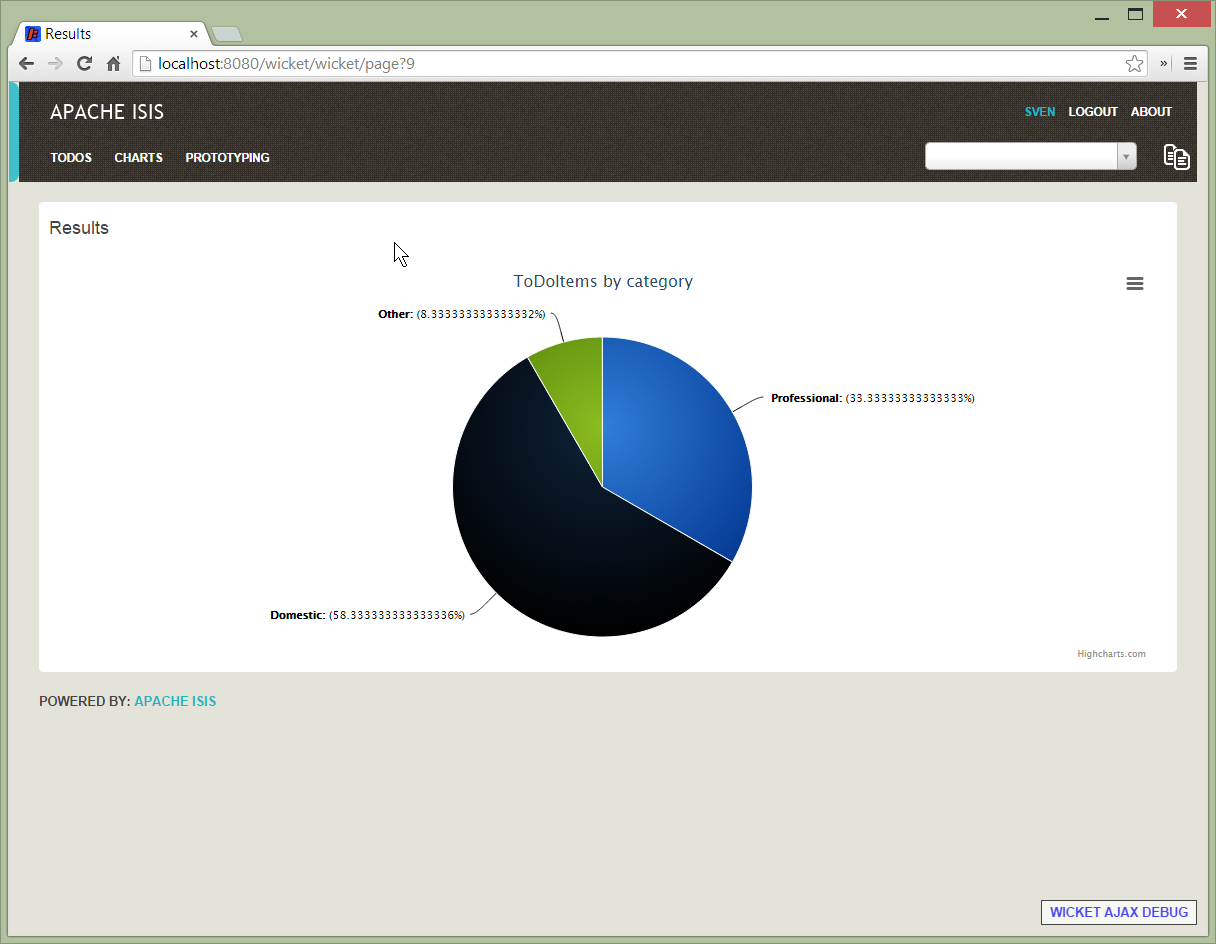 Results
localhost:8080/wicket/wicket/page?9
»
APACHE ISIS
SVEN LOGOUT ABOUT
TODOS CHARTS PROTOTYPING
Results
ToDoItems by category
Other: (8.333333333333332%)
Professional: (33.33333333333333%)
Domestic: (58.333333333333336%)
Highcharts.com
POWERED BY: APACHE ISIS
WICKET AJAX DEBUG